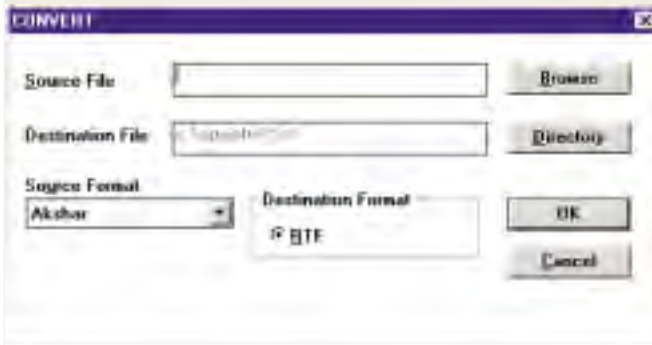 CONVERT
Source File
Browse
Destination File
Directory
Source Format
Akshar
Destination Format
RTF
OK
Cancel